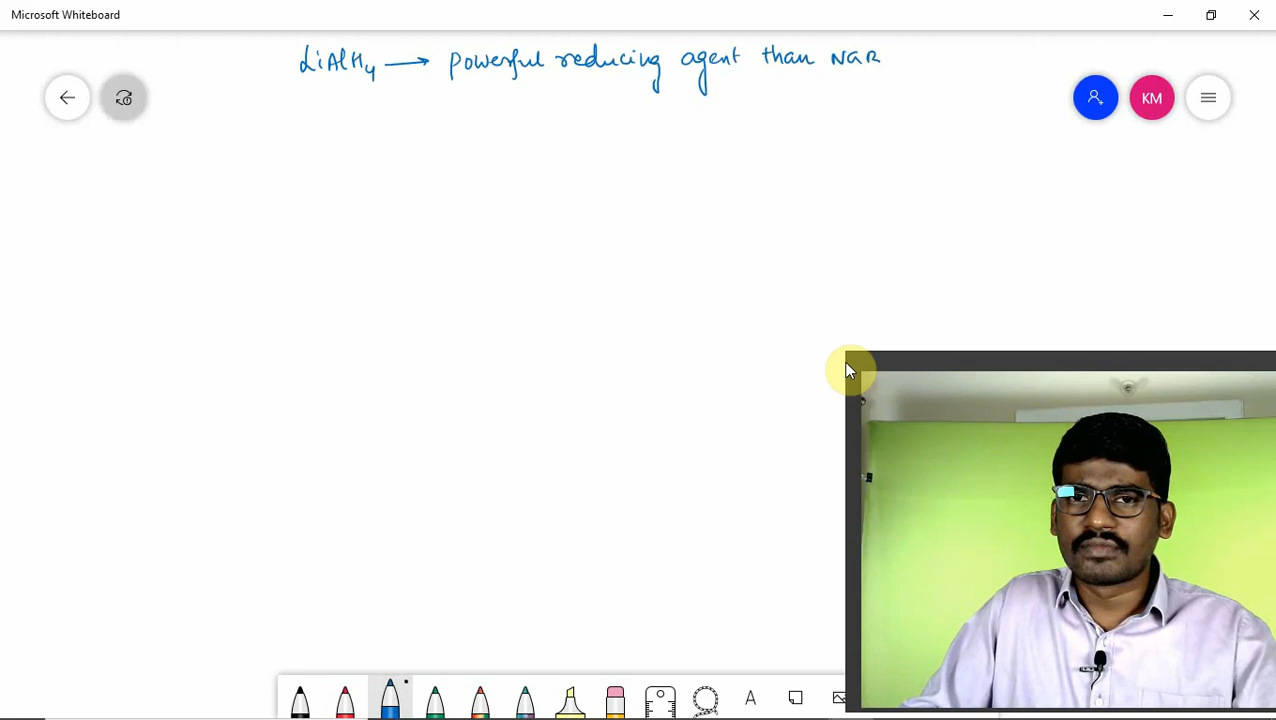 Microsoft Whiteboard
LiAlH4 → powerful reducing agent than NaB
KM
A